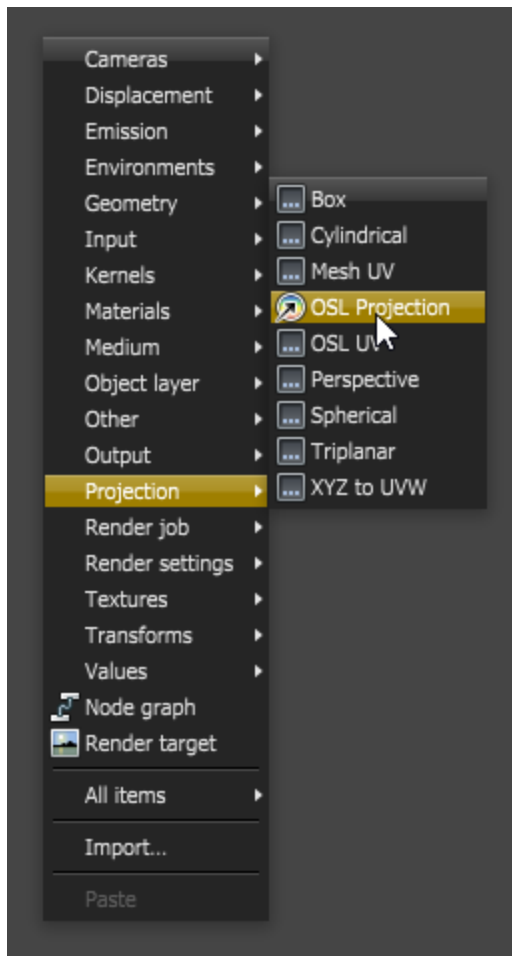 Cameras
Displacement
Emission
Environments
Geometry
Input
Kernels
Materials
Medium
Object layer
Other
Output
Projection
Render job
Render settings
Textures
Transforms
Values
Node graph
Render target
All items
Import...
Paste
Box
Cylindrical
Mesh UV
OSL Projection
OSL UV
Perspective
Spherical
Triplanar
XYZ to UVW